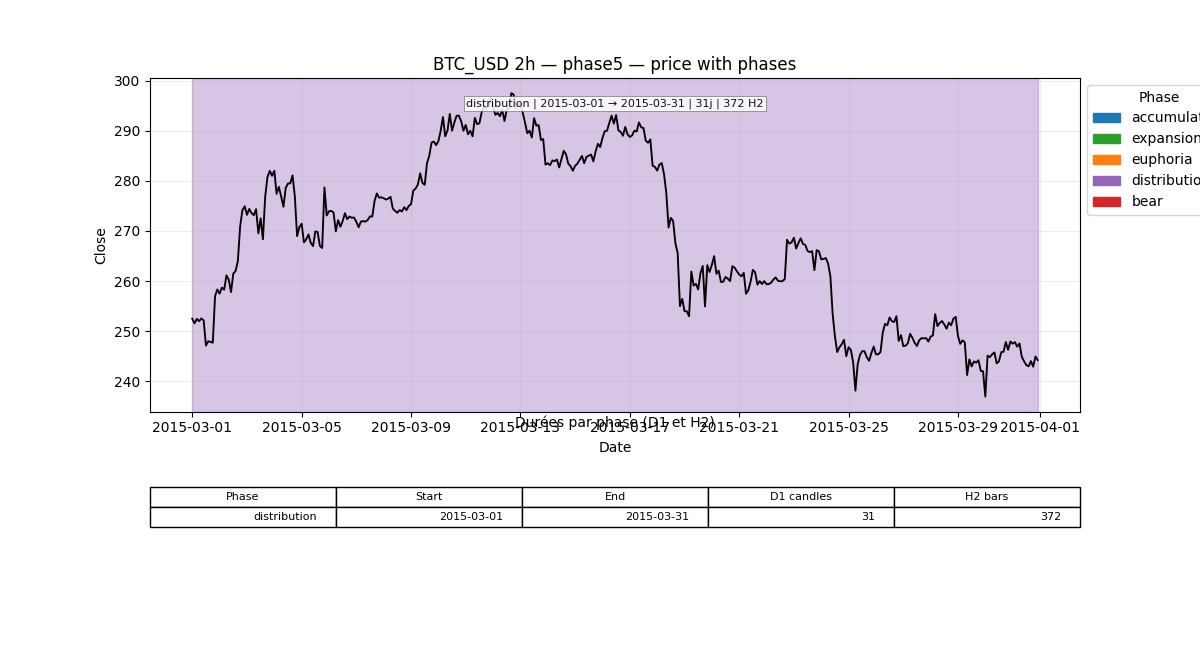 BTC_USD 2h — phase5 — price with phases
300
290
280
270
260
250
240
Close
distribution | 2015-03-01 → 2015-03-31 | 31j | 372 H2
Phase
accumulat
expansion
euphoria
distributio
bear
2015-03-01 2015-03-05 2015-03-09 2015-03-13 2015-03-17 2015-03-21 2015-03-25 2015-03-29 2015-04-01
Durées par phase (D1 et H2)
Date
Phase Start End D1 candles H2 bars
distribution 2015-03-01 2015-03-31 31 372